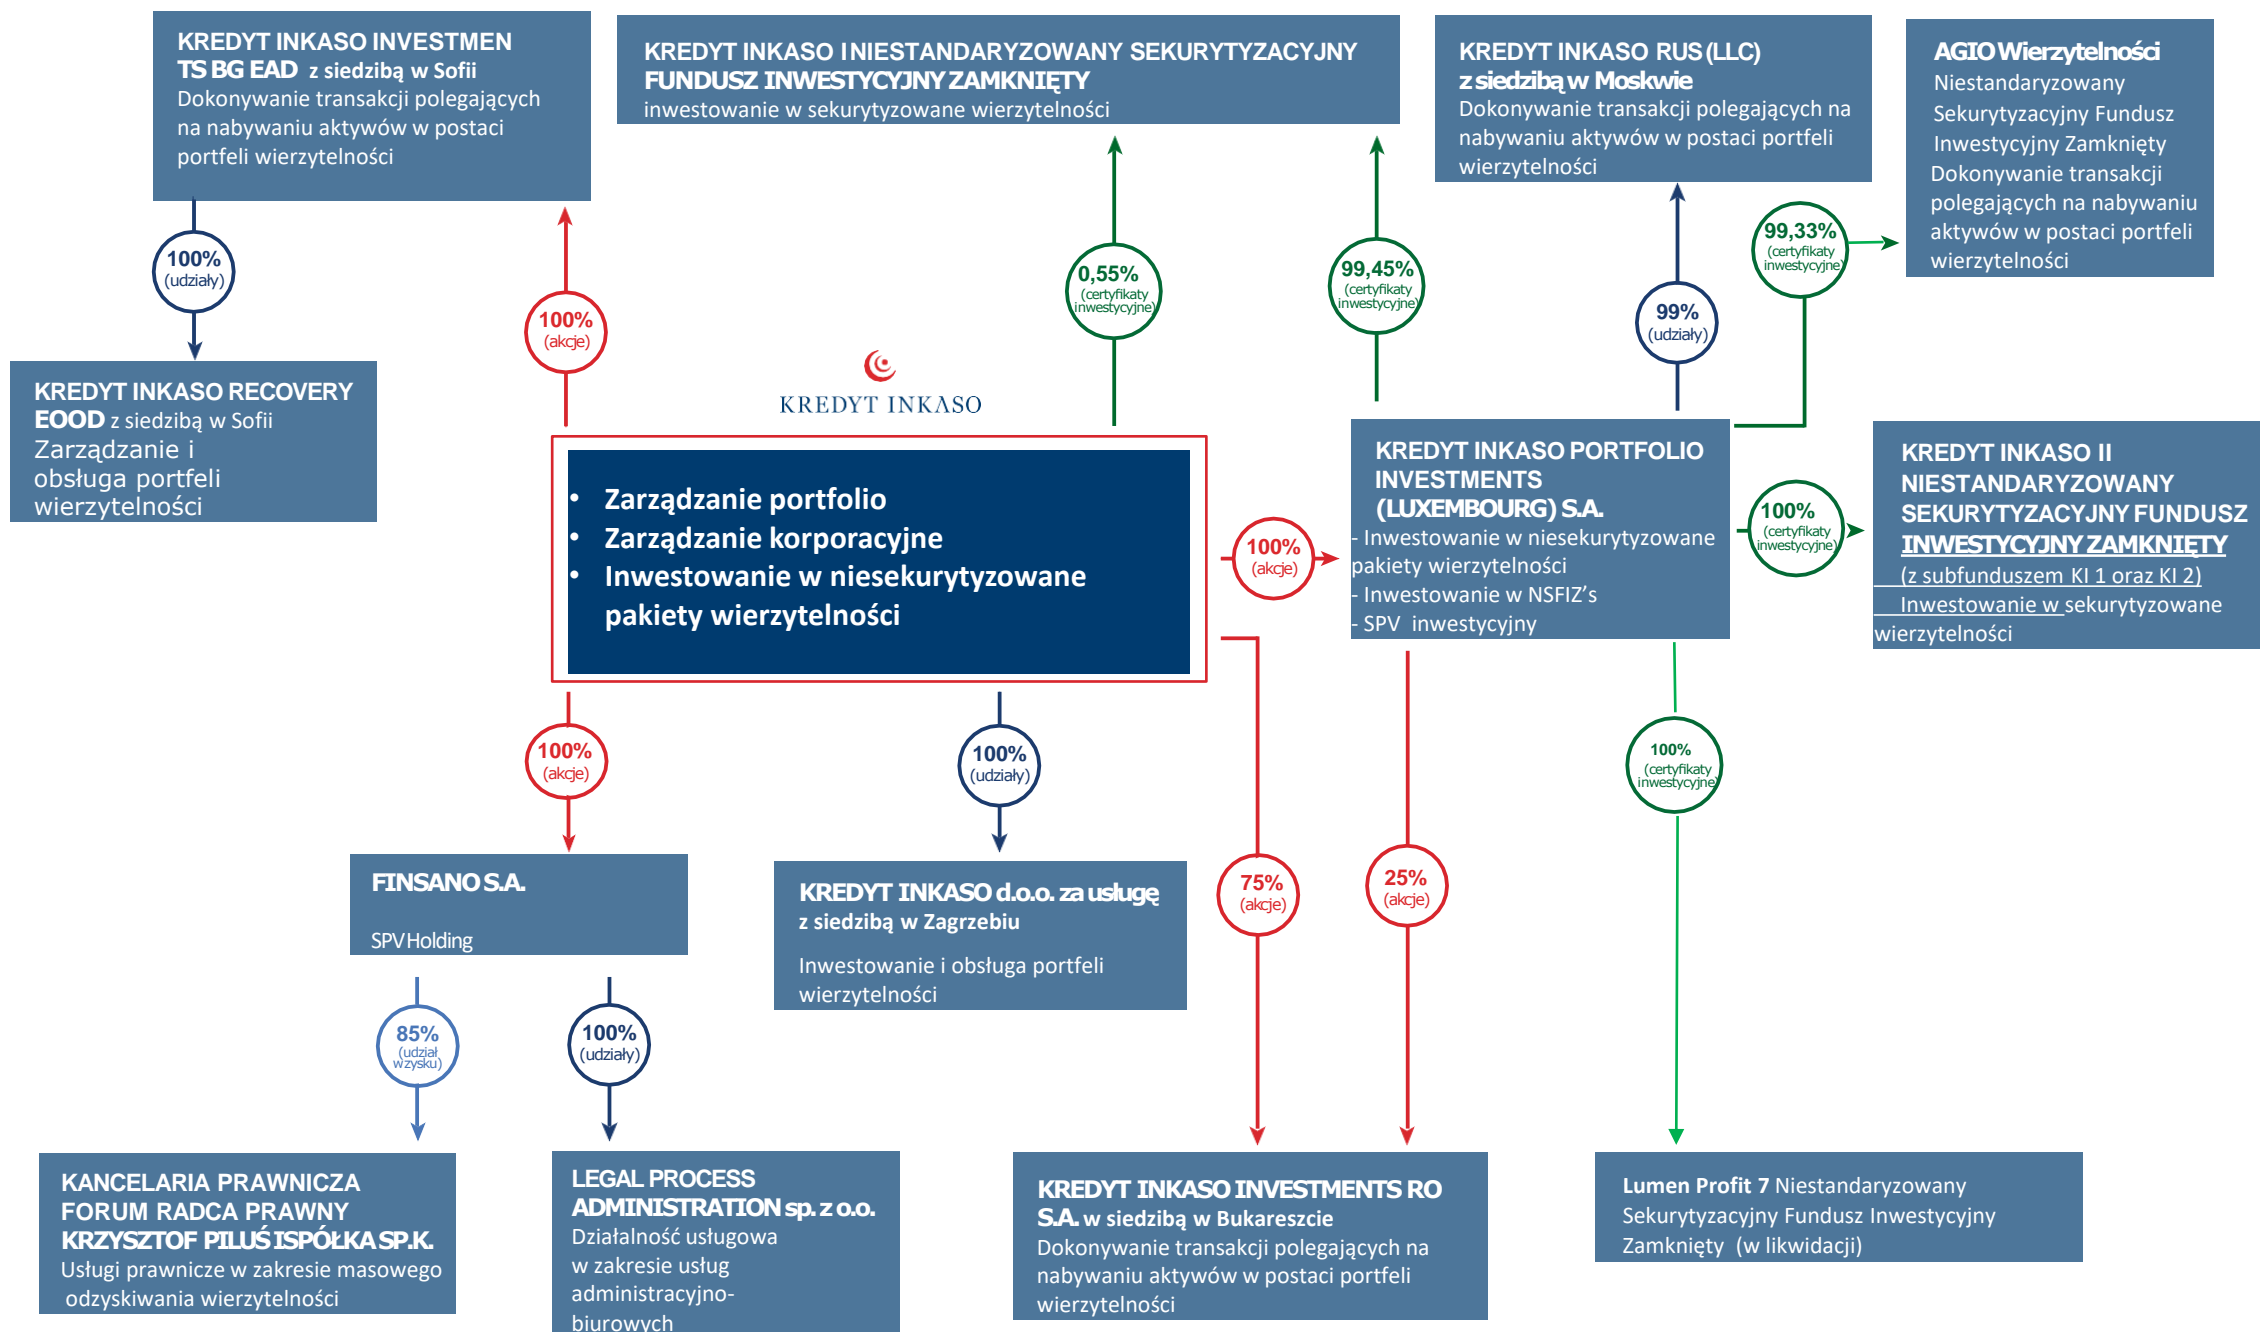 KREDYT INKASO INVESTMEN
TS BG EAD z siedzibą w Sofii
Dokonywanie transakcji polegających
na nabywaniu aktywów w postaci
portfeli wierzytelności
KREDYT INKASO I NIESTANDARYZOWANY SEKURYTYZACYJNY
FUNDUSZ INWESTYCYJNY ZAMKNIĘTY
inwestowanie w sekurytyzowane wierzytelności
KREDYT INKASO RUS (LLC)
z siedzibą w Moskwie
Dokonywanie transakcji polegających na
nabywaniu aktywów w postaci portfeli
wierzytelności
AGIO Wierzytelności
Niestandaryzowany
Sekurytyzacyjny Fundusz
Inwestycyjny Zamknięty
Dokonywanie transakcji
polegających na nabywaniu
aktywów w postaci portfeli
wierzytelności
100%
(udziały)
100%
(akcje)
0,55%
(certyfikaty
inwestycyjne)
99,45%
(certyfikaty
inwestycyjne)
99%
(udziały)
99,33%
(certyfikaty
inwestycyjne)
KREDYT INKASO RECOVERY
EOOD z siedzibą w Sofii
Zarządzanie i
obsługa portfeli
wierzytelności
KREDYT INKASO
• Zarządzanie portfolio
• Zarządzanie korporacyjne
• Inwestowanie w niesekurytyzowane
pakiety wierzytelności
100%
(akcje)
KREDYT INKASO PORTFOLIO
INVESTMENTS
(LUXEMBOURG) S.A.
- Inwestowanie w niesekurytyzowane
pakiety wierzytelności
- Inwestowanie w NSFIZ’s
- SPV inwestycyjny
100%
(certyfikaty
inwestycyjne)
KREDYT INKASO II
NIESTANDARYZOWANY
SEKURYTYZACYJNY FUNDUSZ
INWESTYCYJNY ZAMKNIĘTY
(z subfunduszem KI 1 oraz KI 2)
Inwestowanie w sekurytyzowane
wierzytelności
100%
(akcje)
100%
(udziały)
75%
(akcje)
25%
(akcje)
100%
(certyfikaty
inwestycyjne)
FINSANO S.A.
SPV Holding
KREDYT INKASO d.o.o. za usługę
z siedzibą w Zagrzebiu
Inwestowanie i obsługa portfeli
wierzytelności
85%
(udział
w zysku)
100%
(udziały)
KANCELARIA PRAWNICZA
FORUM RADCA PRAWNY
KRZYSZTOF PILUŚ I SPÓŁKA SP.K.
Usługi prawnicze w zakresie masowego
odzyskiwania wierzytelności
LEGAL PROCESS
ADMINISTRATION sp. z o.o.
Działalność usługowa
w zakresie usług
administracyjno-
biurowych
KREDYT INKASO INVESTMENTS RO
S.A. w siedzibą w Bukareszcie
Dokonywanie transakcji polegających na
nabywaniu aktywów w postaci portfeli
wierzytelności
Lumen Profit 7 Niestandaryzowany
Sekurytyzacyjny Fundusz Inwestycyjny
Zamknięty (w likwidacji)